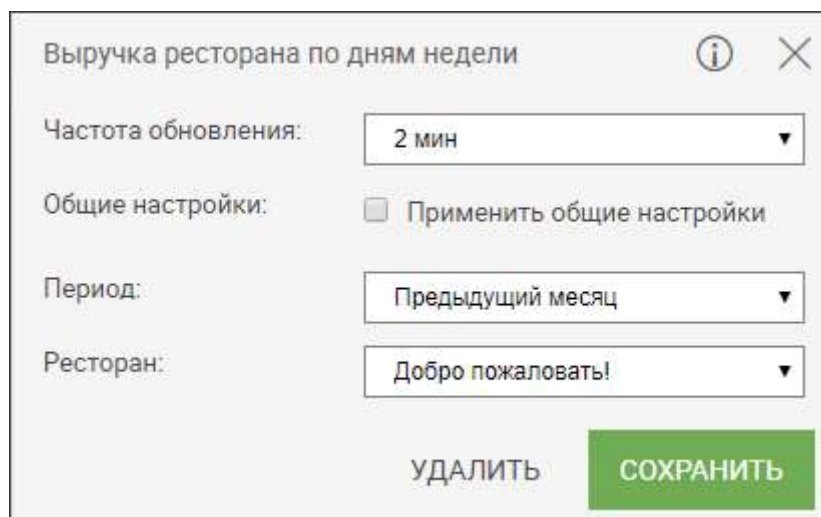 Выручка ресторана по дням недели
Частота обновления: 2 мин
Общие настройки: Применить общие настройки
Период: Предыдущий месяц
Ресторан: Добро пожаловать!
УДАЛИТЬ СОХРАНИТЬ